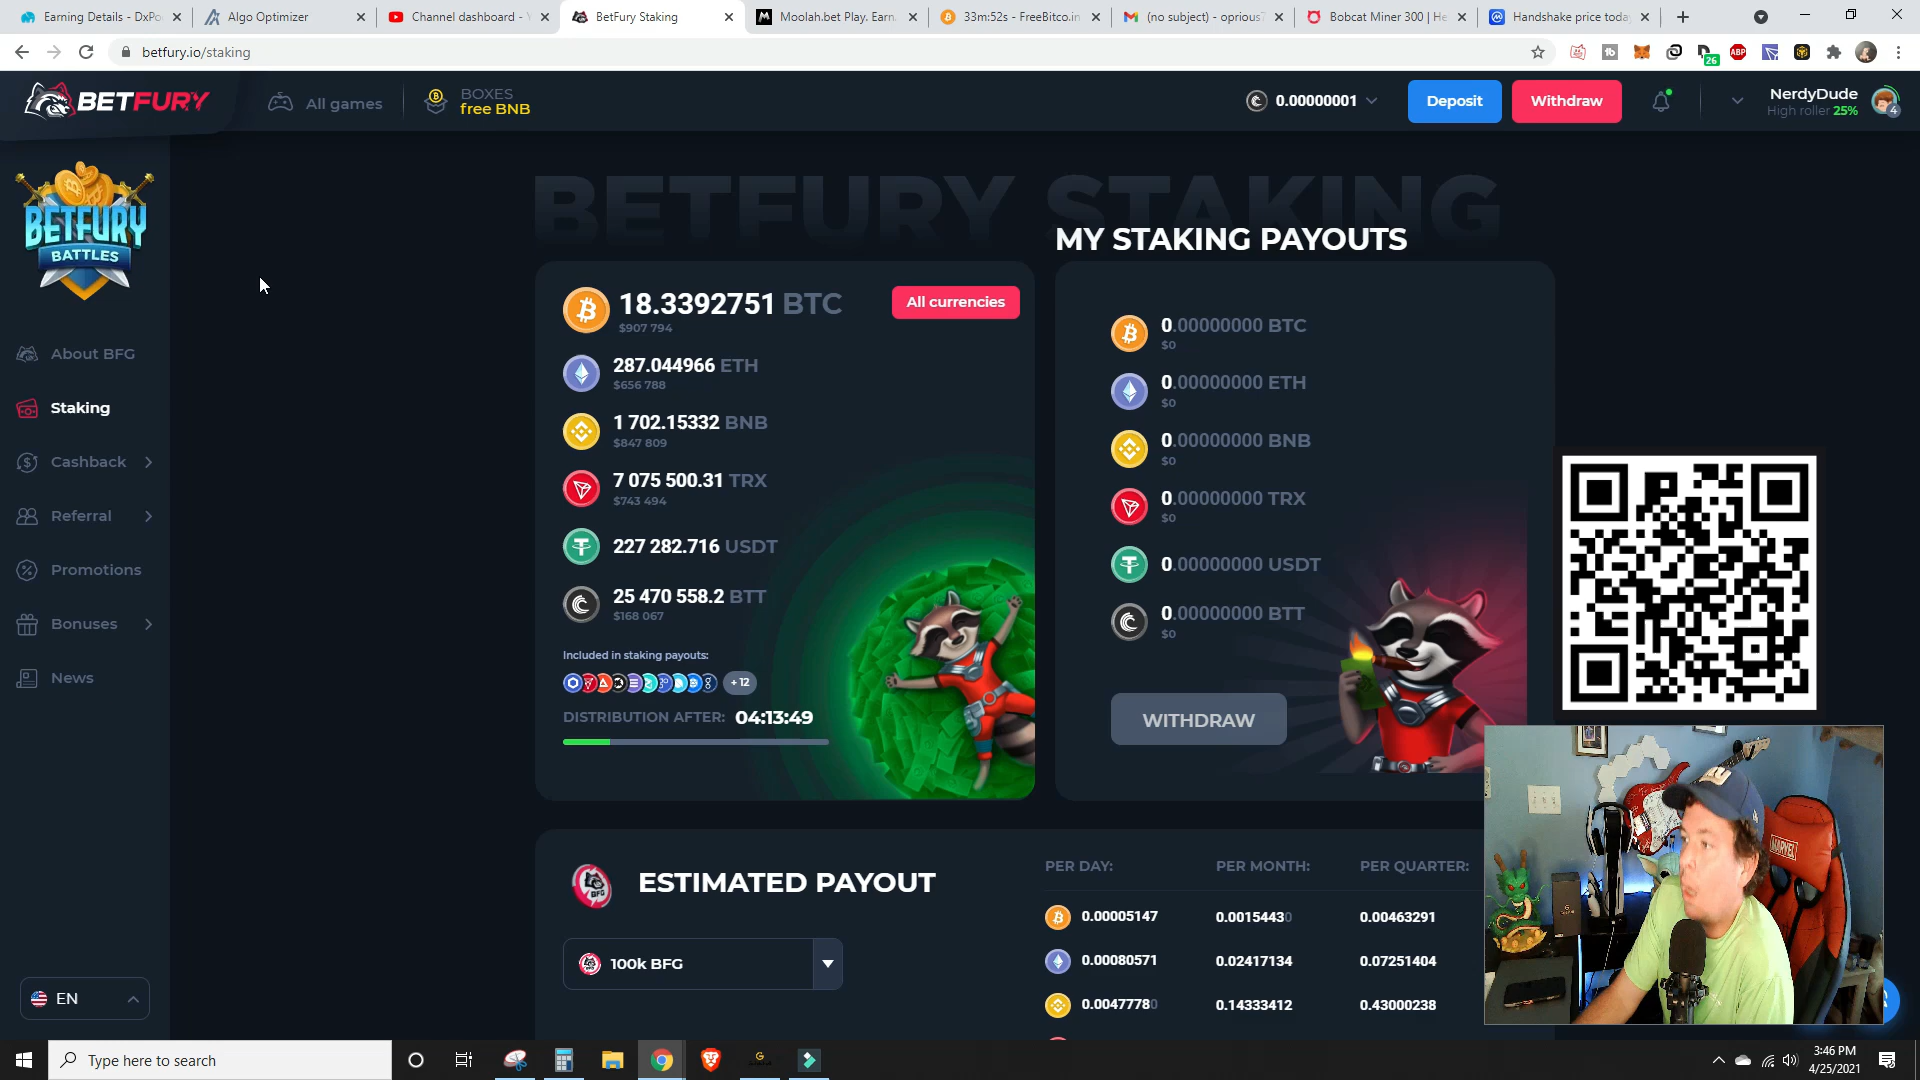 Earning Details - DxPo
Algo Optimizer
Channel dashboard - Y
BetFury Staking
Moolah.bet Play. Earn.
33m:52s - FreeBitco.in
(no subject) - oprious7
Bobcat Miner 300 | He
Handshake price toda
betfury.io/staking
ABP
26
BETFURY
All games
BOXES
free BNB
0.00000001
Deposit
Withdraw
NerdyDude
High roller 25%
4
BETFURY
BATTLES
About BFG
Staking
Cashback
Referral
Promotions
Bonuses
News
EN
BETFURY STAKING
MY STAKING PAYOUTS
18.3392751 BTC
$907 794
All currencies
287.044966 ETH
$656 788
1 702.15332 BNB
$847 809
7 075 500.31 TRX
$743 494
227 282.716 USDT
25 470 558.2 BTT
$168 067
Included in staking payouts:
+ 12
DISTRIBUTION AFTER: 04:13:49
0.00000000 BTC
$0
0.00000000 ETH
$0
0.00000000 BNB
$0
0.00000000 TRX
$0
0.00000000 USDT
0.00000000 BTT
$0
WITHDRAW
BFG
ESTIMATED PAYOUT
100k BFG
PER DAY:
PER MONTH:
PER QUARTER:
0.00005147
0.00154430
0.00463291
0.00080571
0.02417134
0.07251404
0.00477780
0.14333412
0.43000238
MARVEL
Type here to search
3:46 PM
4/25/2021